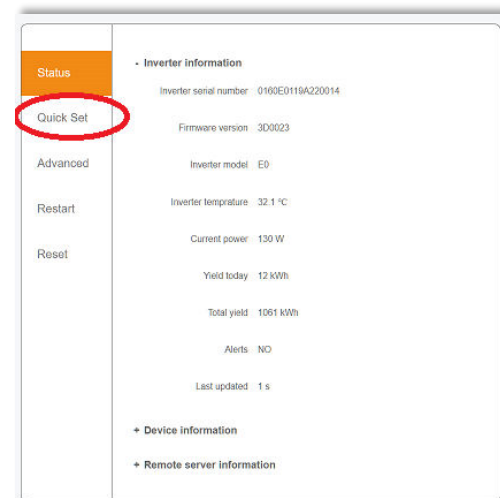 Status
Quick Set
Advanced
Restart
Reset
- Inverter information
Inverter serial number 0160E0119A220014
Firmware version 3D0023
Inverter model E0
Inverter temprature 32.1 ℃
Current power 130 W
Yield today 12 kWh
Total yield 1061 kWh
Alerts NO
Last updated 1 s
+ Device information
+ Remote server information